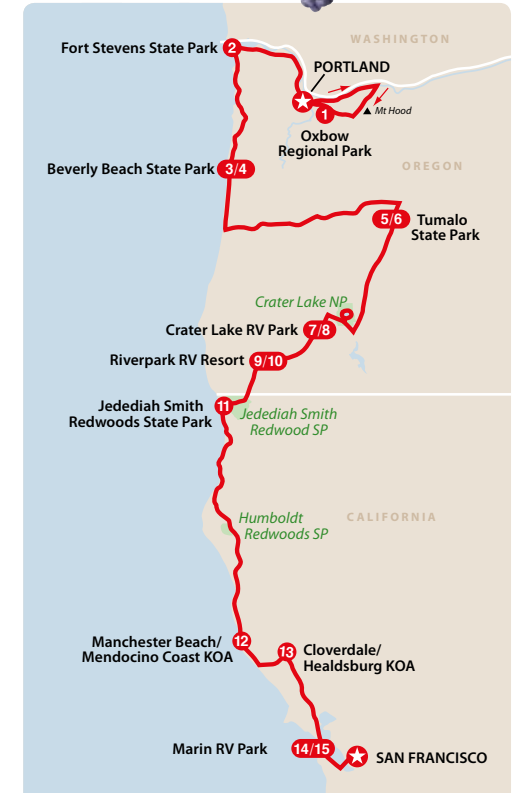 WASHINGTON
Fort Stevens State Park
2
PORTLAND
Mt Hood
1
Oxbow
Regional Park
OREGON
Beverly Beach State Park
3/4
5/6
Tumalo
State Park
Crater Lake NP
Crater Lake RV Park
7/8
Riverpark RV Resort
9/10
Jedediah Smith
Redwoods State Park
11
Jedediah Smith
Redwood SP
Humboldt
Redwoods SP
CALIFORNIA
Manchester Beach/
Mendocino Coast KOA
12
13
Cloverdale/
Healdsburg KOA
Marin RV Park
14/15
SAN FRANCISCO